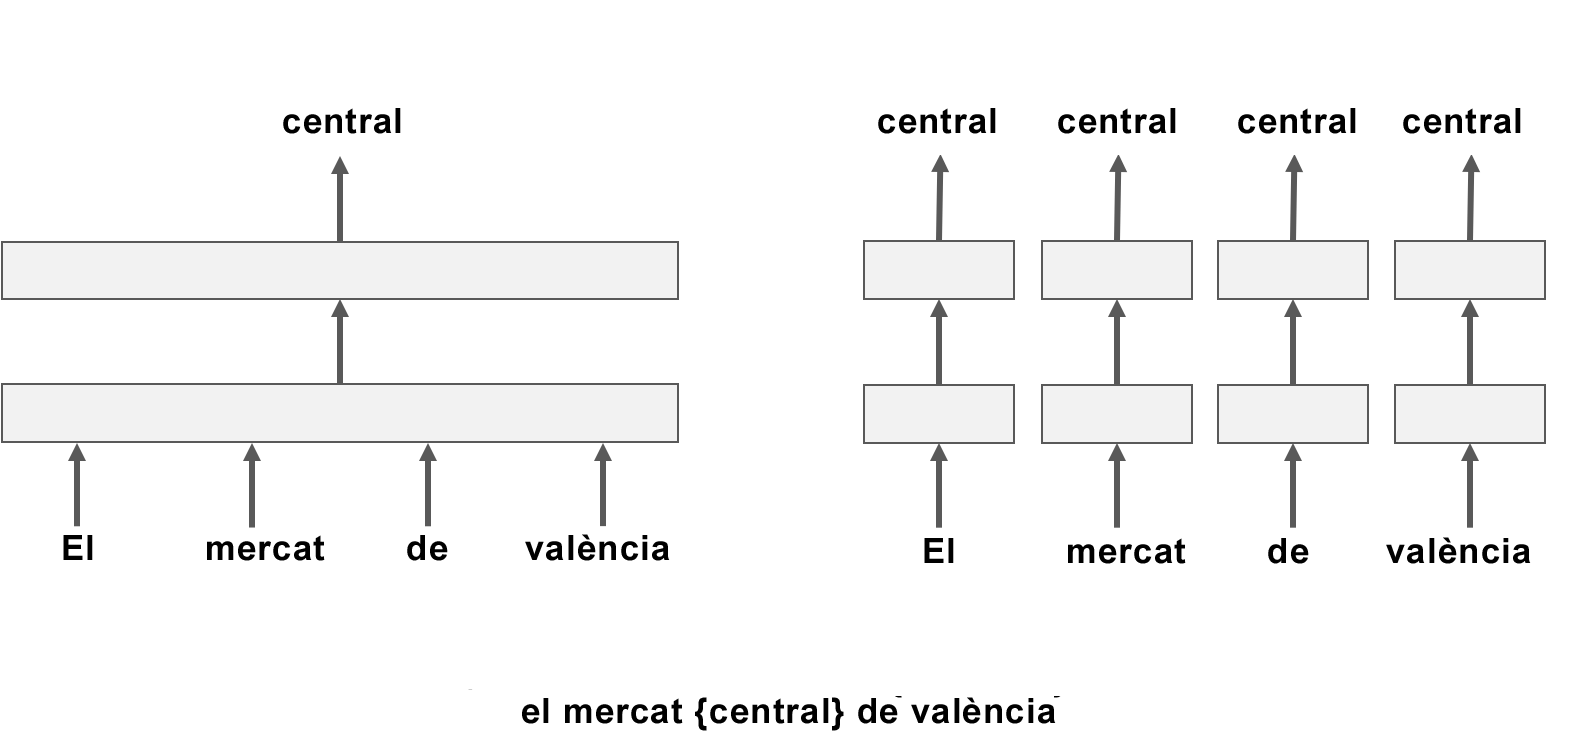 central
central central central central
El mercat de valència
El mercat de valència
el mercat {central} de valència